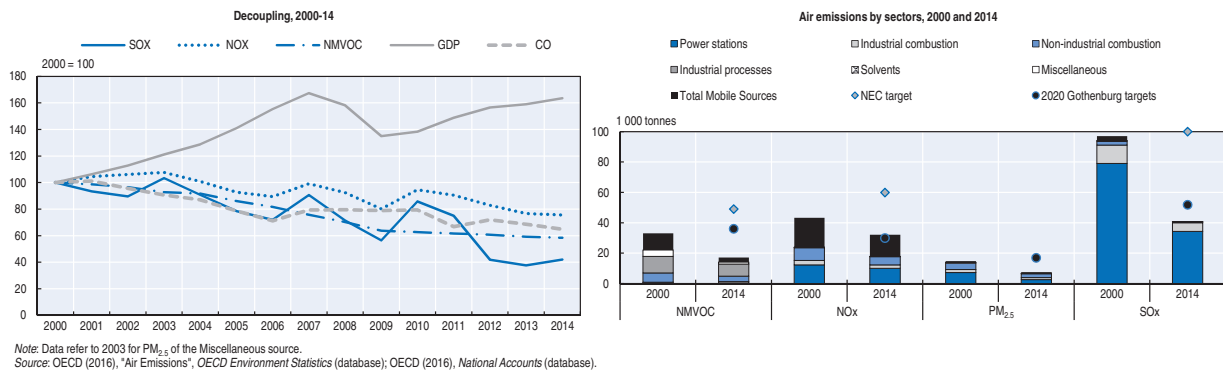 Decoupling, 2000-14
SOX NOX NMVOC GDP CO
2000 = 100
180
160
140
120
100
80
60
40
20
0
2000 2001 2002 2003 2004 2005 2006 2007 2008 2009 2010 2011 2012 2013 2014
Air emissions by sectors, 2000 and 2014
Power stations Industrial combustion Non-industrial combustion
Industrial processes Solvents Miscellaneous
Total Mobile Sources NEC target 2020 Gothenburg targets
1 000 tonnes
100
80
60
40
20
0
2000 2014 2000 2014 2000 2014 2000 2014
NMVOC NOx PM2.5 SOx
Note: Data refer to 2003 for PM2.5 of the Miscellaneous source.
Source: OECD (2016), "Air Emissions", OECD Environment Statistics (database); OECD (2016), National Accounts (database).